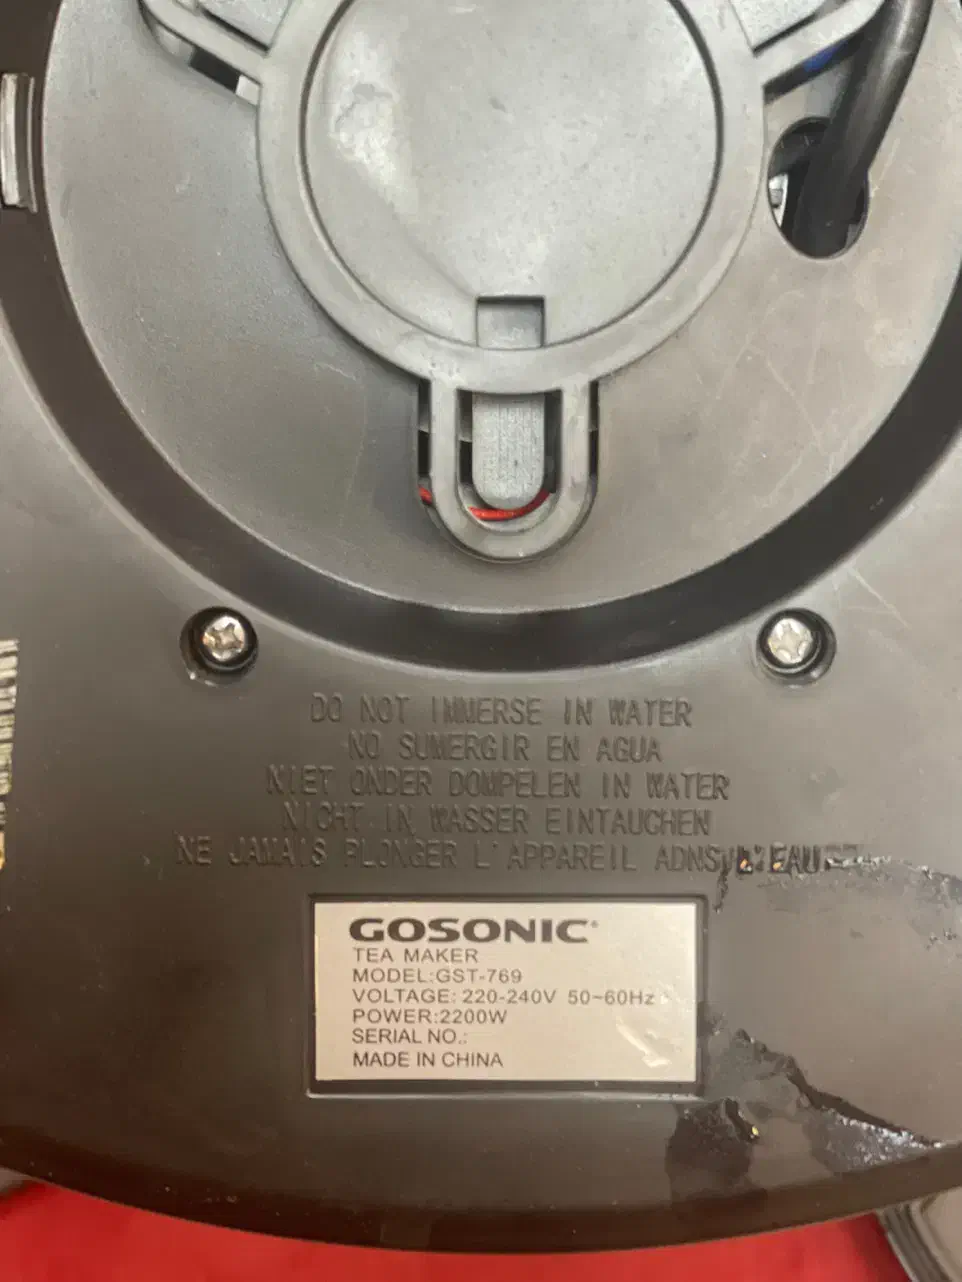 DO NOT IMMERSE IN WATER
NO SUMERGIR EN AGUA
NIET ONDER DOMPELEN IN WATER
NICHT IN WASSER EINTAUCHEN
NE JAMAIS PLONGER L'APPAREIL ADNS L'EAU
GOSONIC
TEA MAKER
MODEL:GST-769
VOLTAGE: 220-240V 50~60Hz
POWER:2200W
SERIAL NO.:
MADE IN CHINA